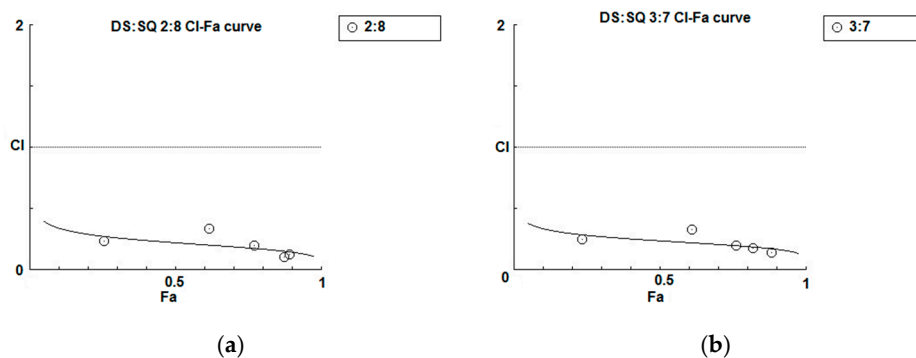 DS:SQ 2:8 CI-Fa curve
2:8
2
CI
0
0.5
1
Fa
(a)
DS:SQ 3:7 CI-Fa curve
3:7
2
CI
0
0
0.5
1
Fa
(b)